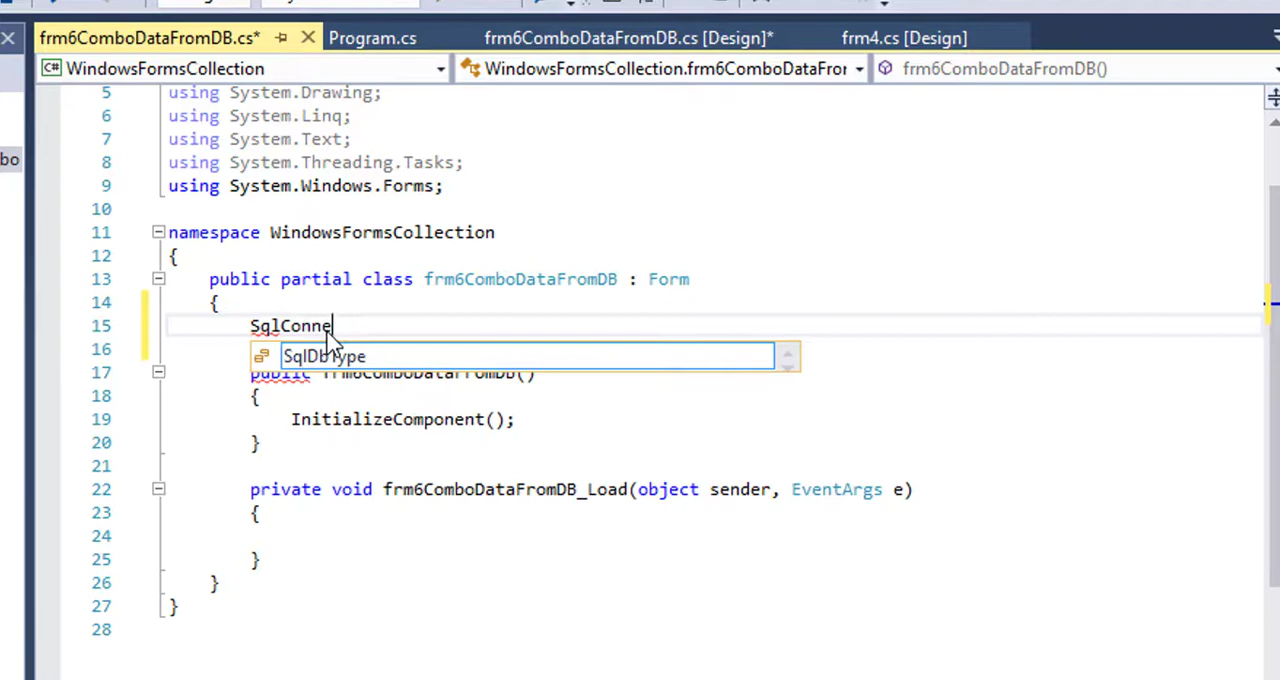 frm6ComboDataFromDB.cs* Program.cs frm6ComboDataFromDB.cs [Design]* frm4.cs [Design]
C# WindowsFormsCollection WindowsFormsCollection.frm6ComboDataFror frm6ComboDataFromDB()
5 using System.Drawing;
6 using System.Linq;
7 using System.Text;
bo 8 using System.Threading.Tasks;
9 using System.Windows.Forms;
10
11 namespace WindowsFormsCollection
12 {
13 public partial class frm6ComboDataFromDB : Form
14 {
15 SqlConne
16 SqlDbType
17 public frm6ComboDataFromDB()
18 {
19 InitializeComponent();
20 }
21
22 private void frm6ComboDataFromDB_Load(object sender, EventArgs e)
23 {
24
25 }
26 }
27 }
28